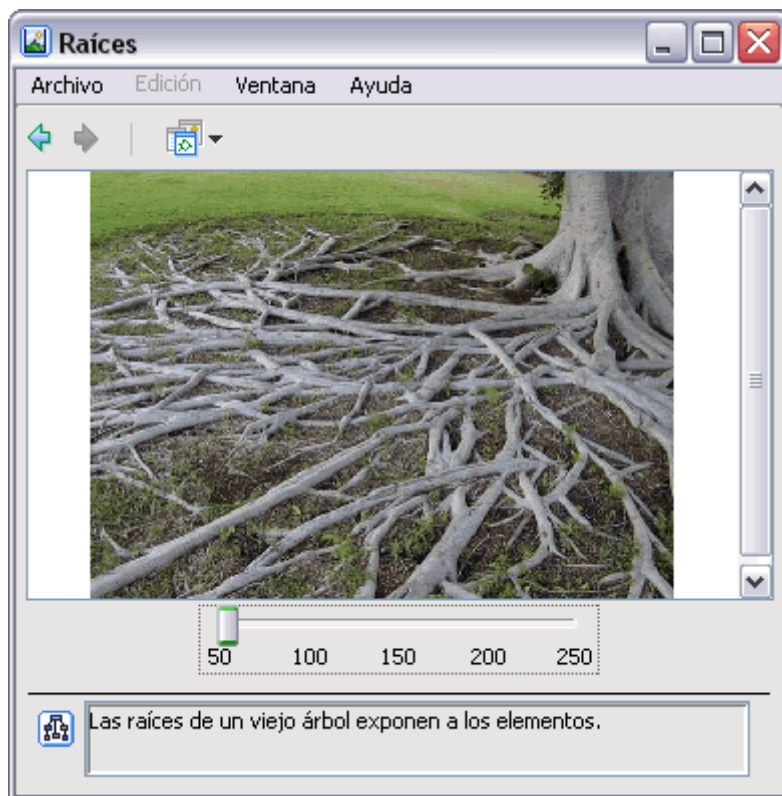 Raíces
Archivo Edición Ventana Ayuda
50 100 150 200 250
Las raíces de un viejo árbol exponen a los elementos.